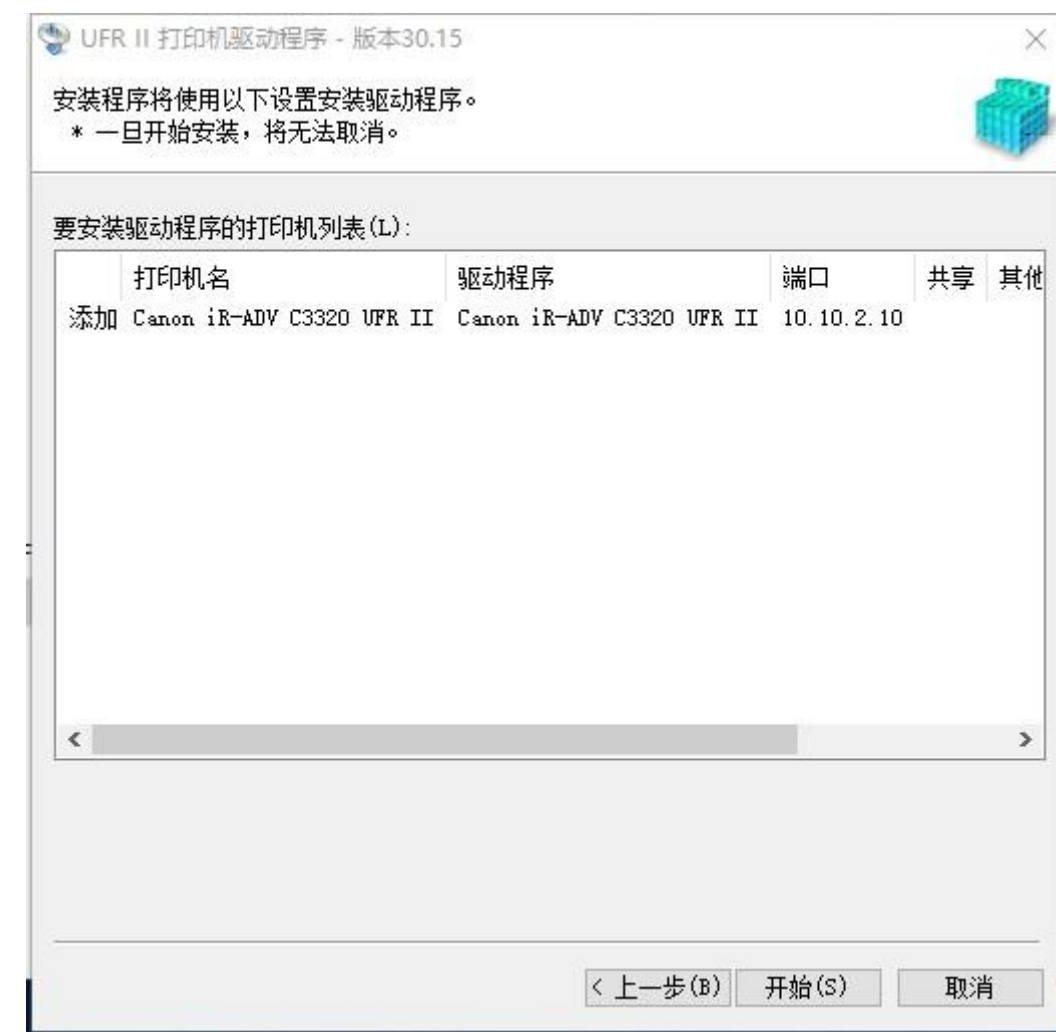 UFR II 打印机驱动程序 - 版本30.15
安装程序将使用以下设置安装驱动程序。
* 一旦开始安装，将无法取消。
要安装驱动程序的打印机列表(L):
打印机名 驱动程序 端口 共享 其他
添加 Canon iR-ADV C3320 UFR II Canon iR-ADV C3320 UFR II 10.10.2.10
< 上一步(B) 开始(S) 取消